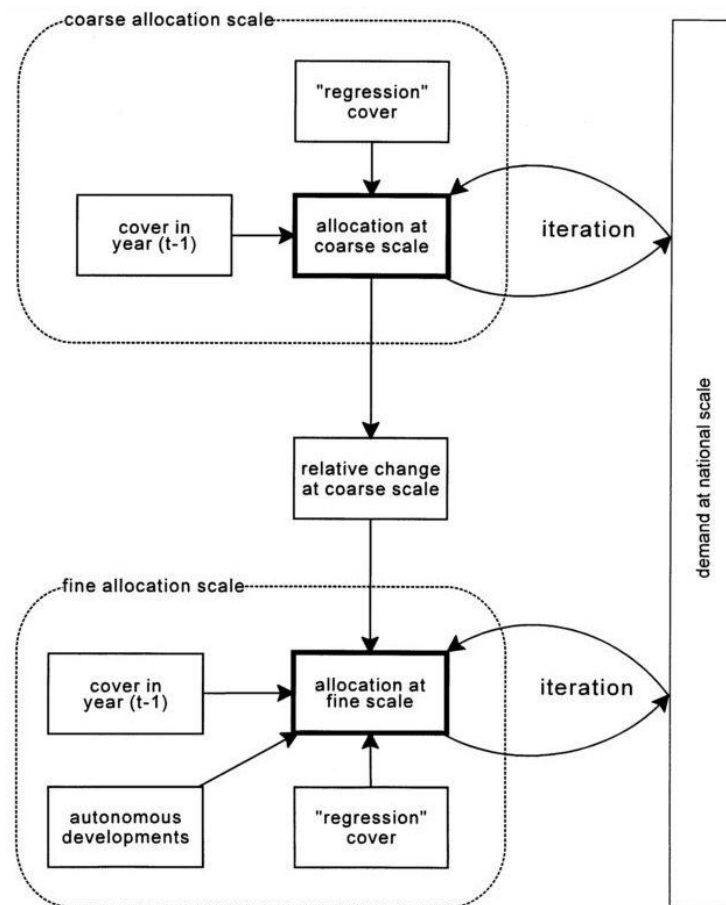 coarse allocation scale
"regression"
cover
cover in
year (t-1)
allocation at
coarse scale
iteration
relative change
at coarse scale
demand at national scale
fine allocation scale
cover in
year (t-1)
allocation at
fine scale
iteration
autonomous
developments
"regression"
cover